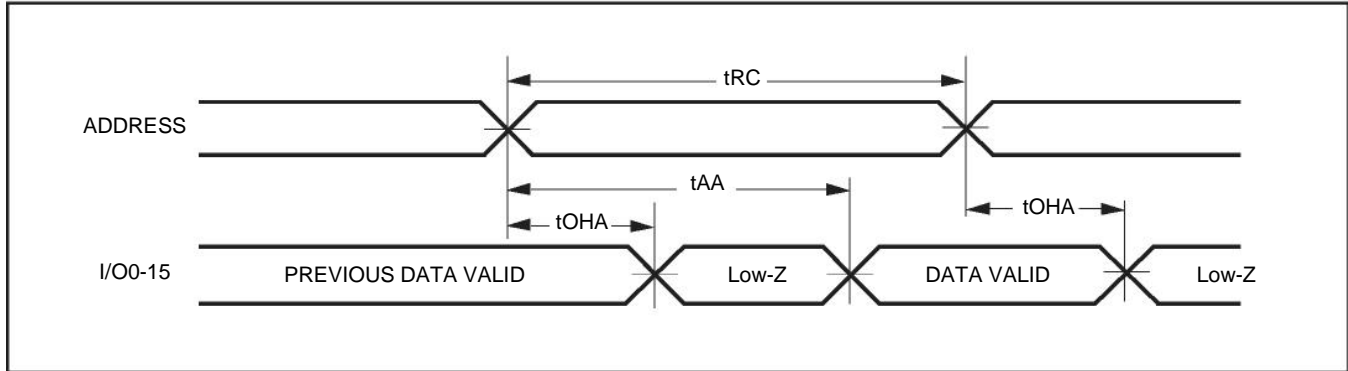 tRC
ADDRESS
tAA
tOHA
tOHA
I/O0-15
PREVIOUS DATA VALID
Low-Z
DATA VALID
Low-Z